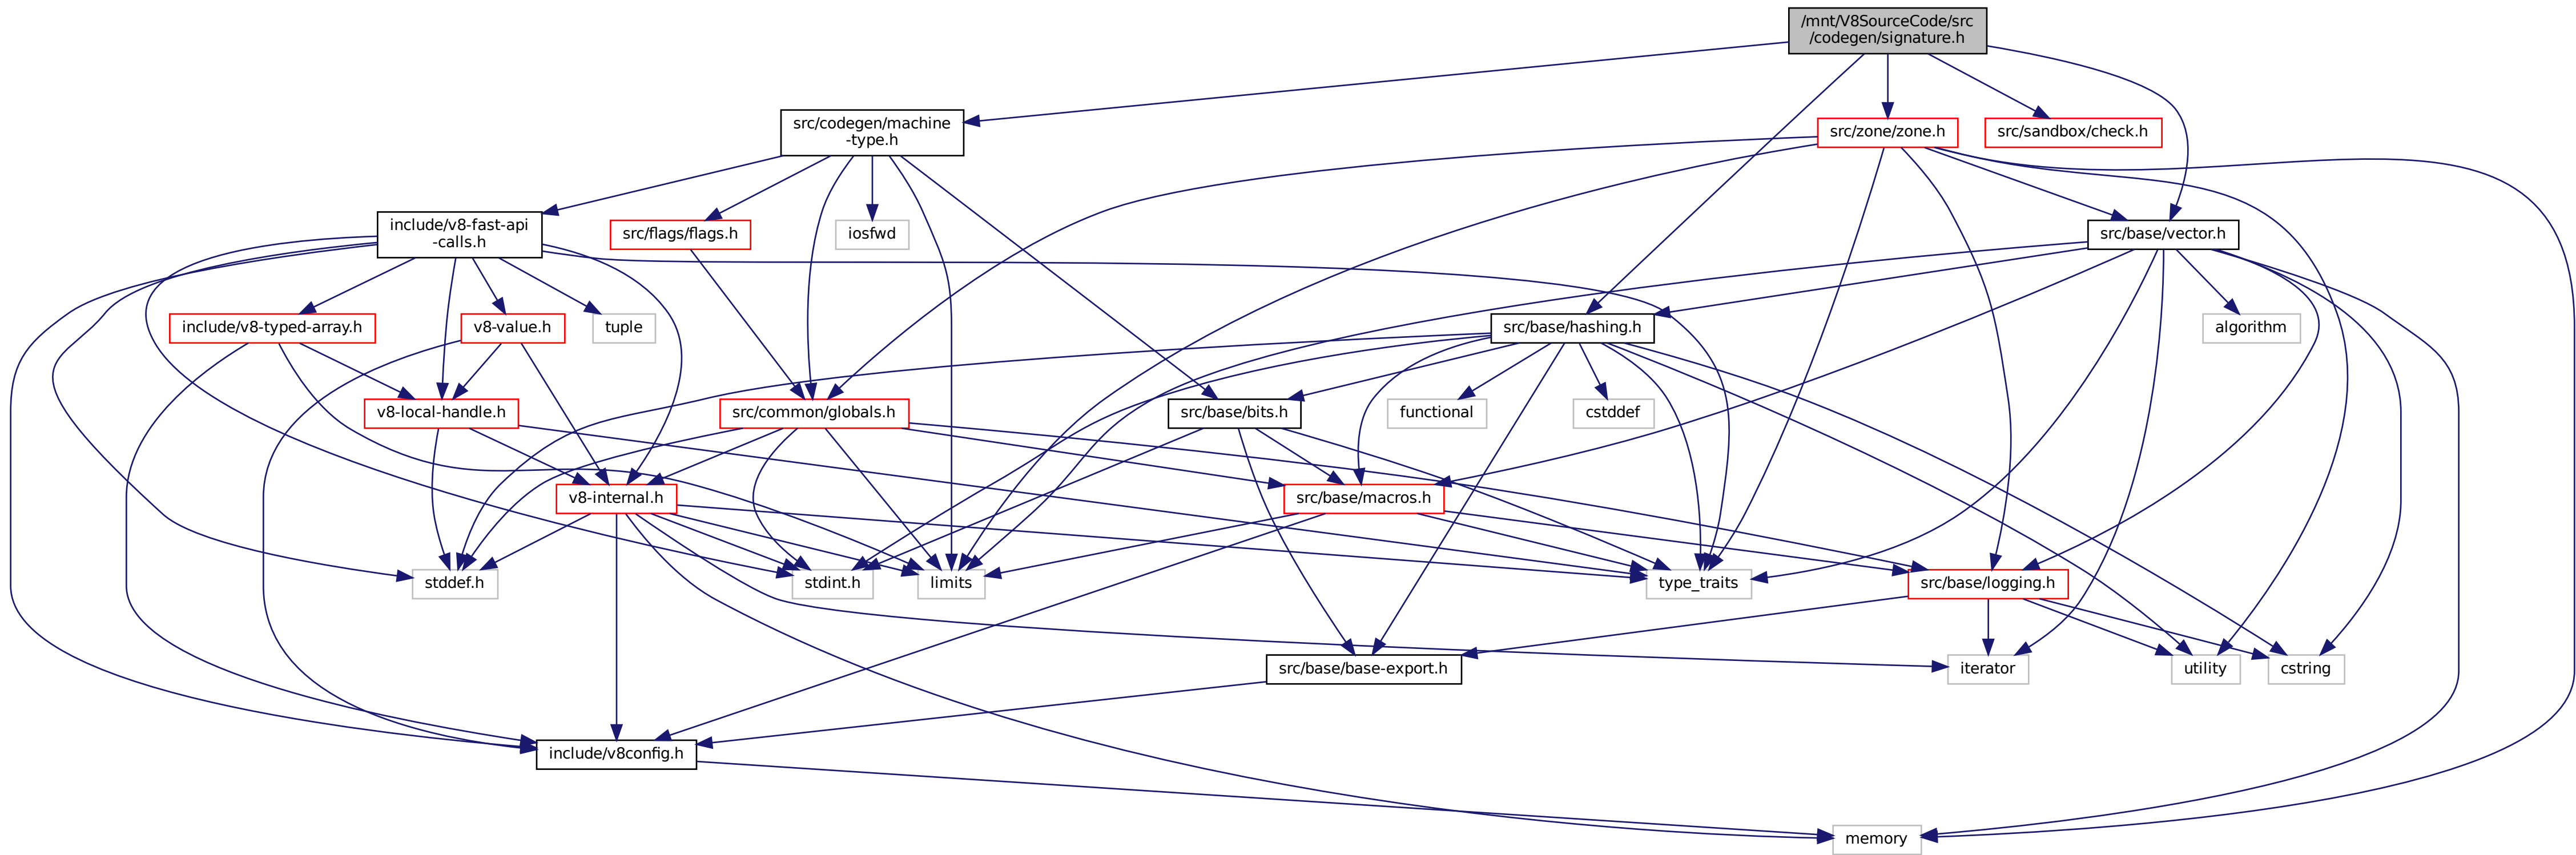 /mnt/V8SourceCode/src
/codegen/signature.h
src/codegen/machine
-type.h
src/zone/zone.h
src/sandbox/check.h
include/v8-fast-api
-calls.h
src/flags/flags.h
iosfwd
src/base/vector.h
include/v8-typed-array.h
v8-value.h
tuple
src/base/hashing.h
algorithm
v8-local-handle.h
src/common/globals.h
src/base/bits.h
functional
cstddef
v8-internal.h
src/base/macros.h
stddef.h
stdint.h
limits
type_traits
src/base/logging.h
src/base/base-export.h
iterator
utility
cstring
include/v8config.h
memory